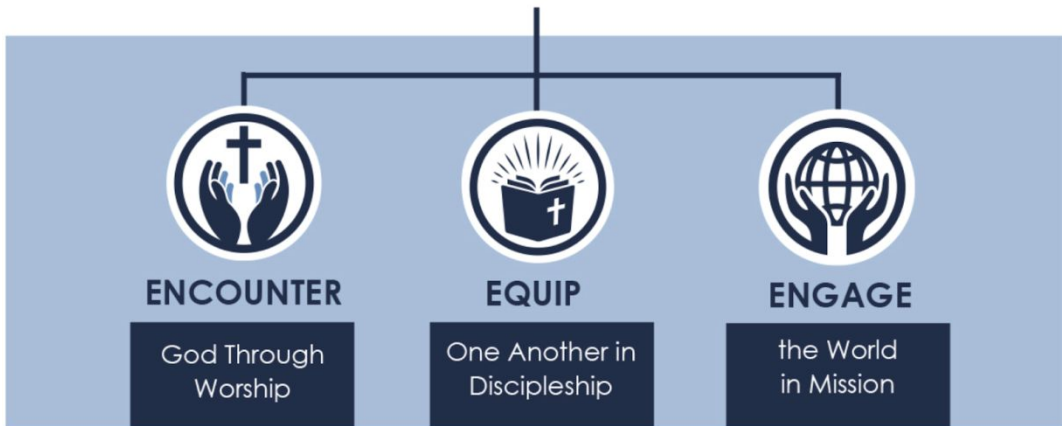 ENCOUNTER
God Through
Worship
EQUIP
One Another in
Discipleship
ENGAGE
the World
in Mission